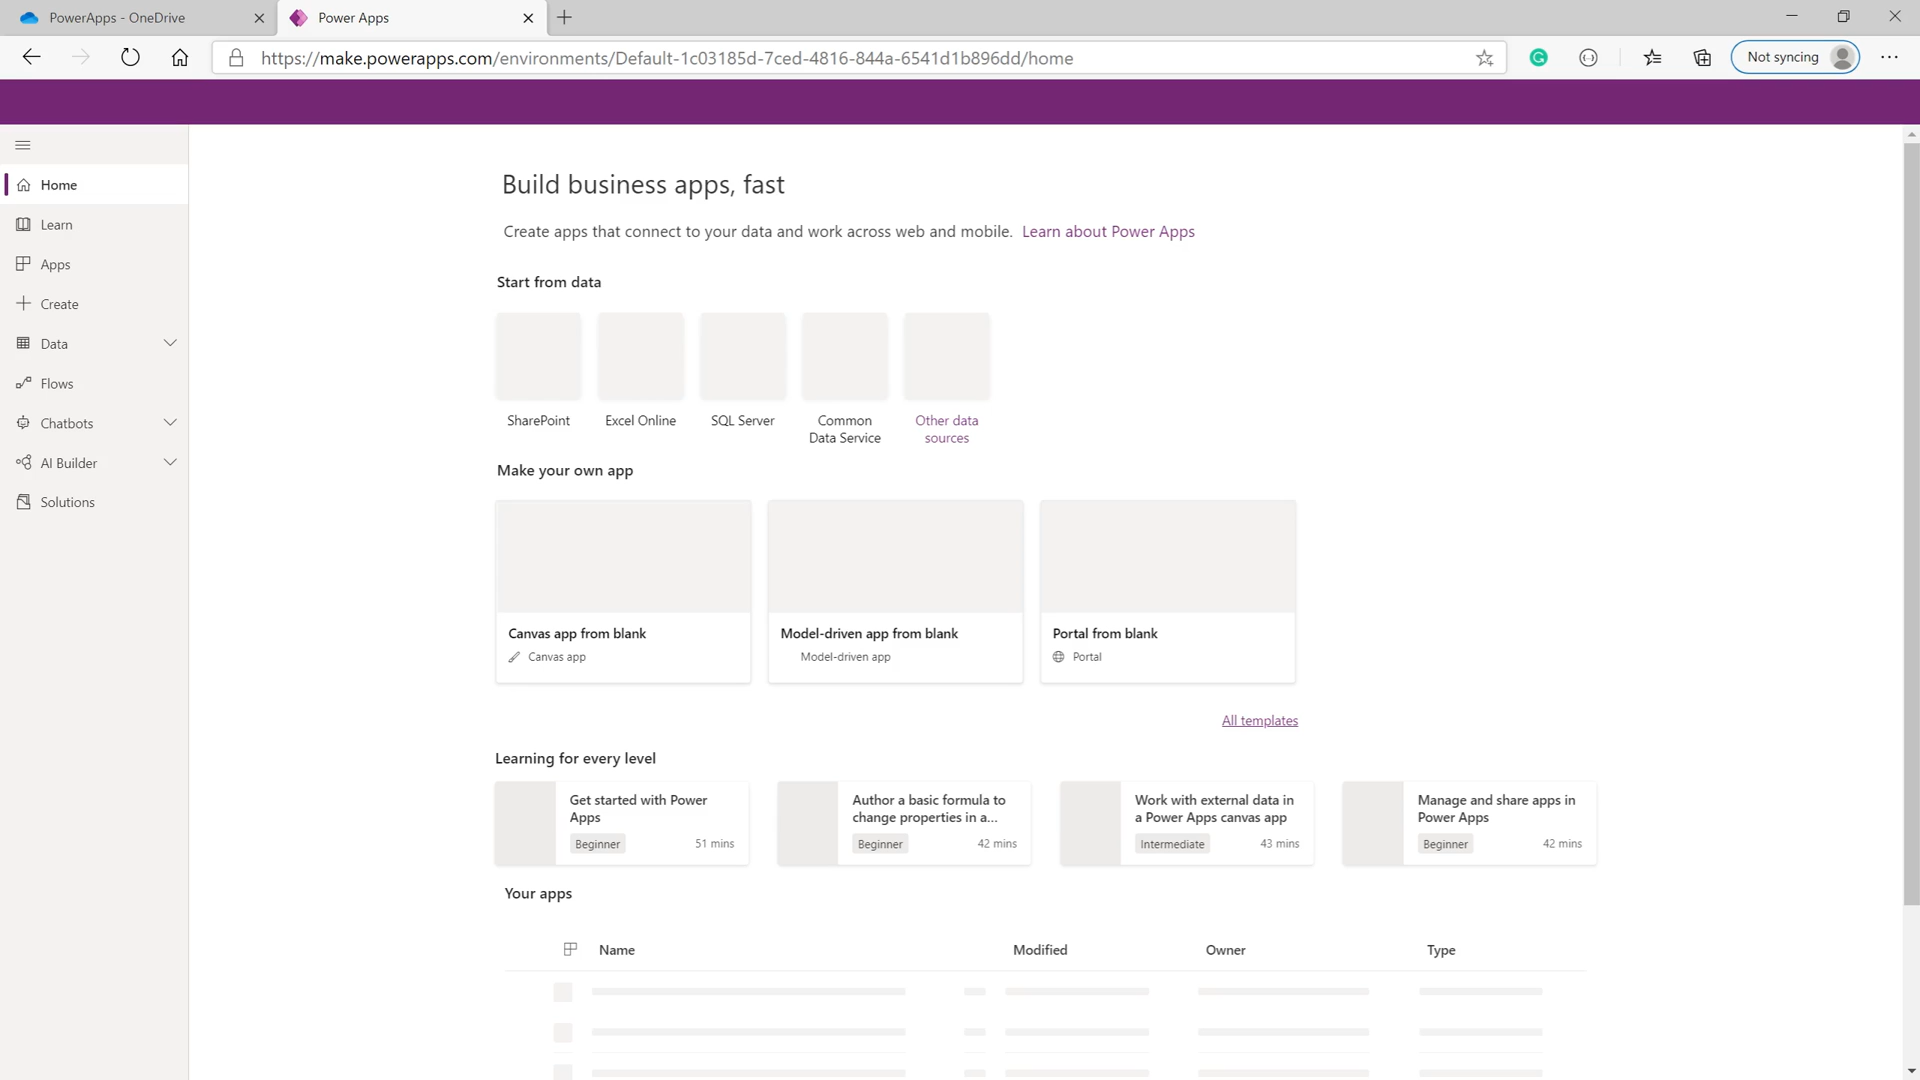 PowerApps - OneDrive
Power Apps
https://make.powerapps.com/environments/Default-1c03185d-7ced-4816-844a-6541d1b896dd/home
Not syncing
Home
Learn
Apps
Create
Data
Flows
Chatbots
AI Builder
Solutions
Build business apps, fast
Create apps that connect to your data and work across web and mobile. Learn about Power Apps
Start from data
SharePoint
Excel Online
SQL Server
Common
Data Service
Other data
sources
Make your own app
Canvas app from blank
Canvas app
Model-driven app from blank
Model-driven app
Portal from blank
Portal
All templates
Learning for every level
Get started with Power
Apps
Beginner 51 mins
Author a basic formula to
change properties in a...
Beginner 42 mins
Work with external data in
a Power Apps canvas app
Intermediate 43 mins
Manage and share apps in
Power Apps
Beginner 42 mins
Your apps
Name Modified Owner Type